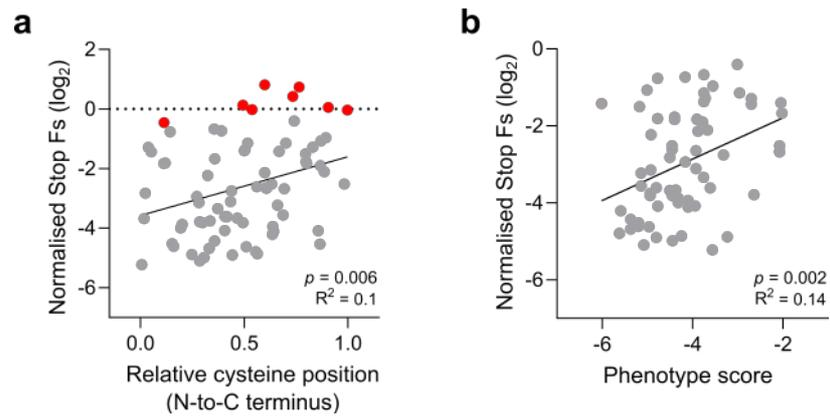 a
Normalised Stop Fs (log₂)
2
0
-2
-4
-6
p = 0.006
R² = 0.1
0.0 0.5 1.0
Relative cysteine position
(N-to-C terminus)
b
Normalised Stop Fs (log₂)
0
-2
-4
-6
p = 0.002
R² = 0.14
-6 -4 -2
Phenotype score